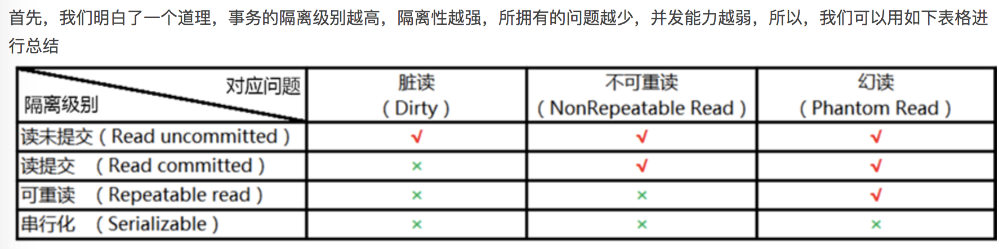 首先，我们明白了一个道理，事务的隔离级别越高，隔离性越强，所拥有的问题越少，并发能力越弱，所以，我们可以用如下表格进
行总结
对应问题
隔离级别
脏读
（Dirty）
不可重读
（NonRepeatable Read）
幻读
（Phantom Read）
读未提交（Read uncommitted） √ √ √
读提交 （Read committed） × √ √
可重读 （Repeatable read） × × √
串行化 （Serializable） × × ×